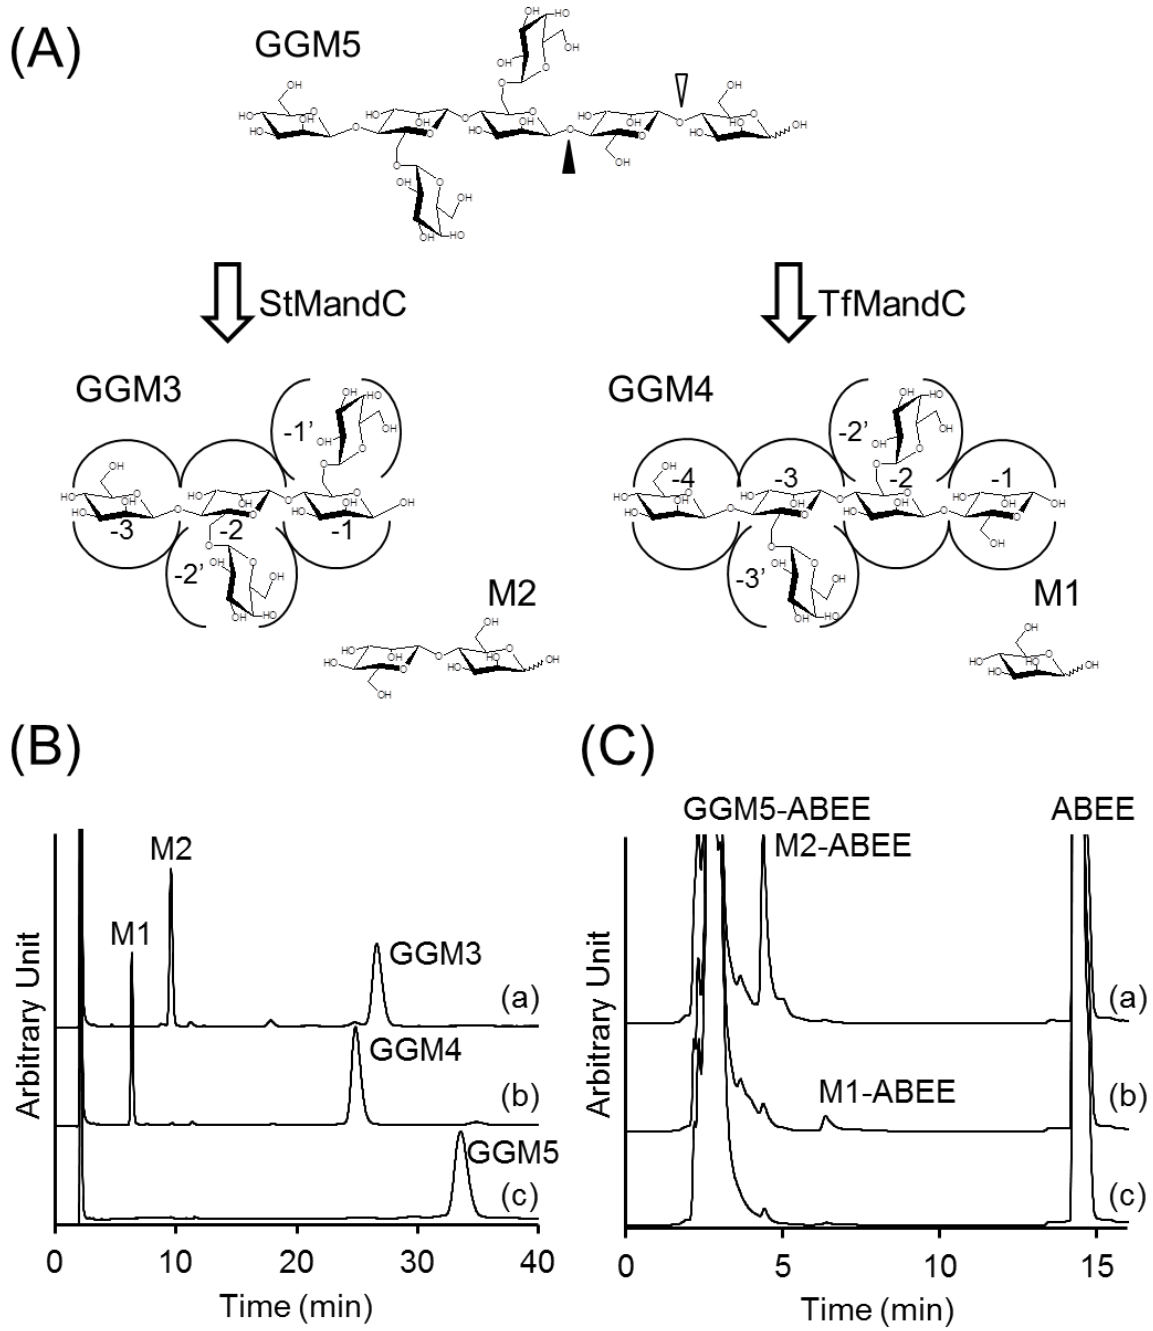 (A)
GGM5
StMandC
TfMandC
GGM3
GGM4
-1’
-3
-2
-1
-2’
M2
-2’
-4
-3
-2
-1
-3’
M1
(B)
(C)
M2
M1
GGM3
(a)
GGM4
(b)
GGM5
(c)
Arbitrary Unit
0 10 20 30 40
Time (min)
GGM5-ABEE
ABEE
M2-ABEE
(a)
M1-ABEE
(b)
(c)
Arbitrary Unit
0 5 10 15
Time (min)